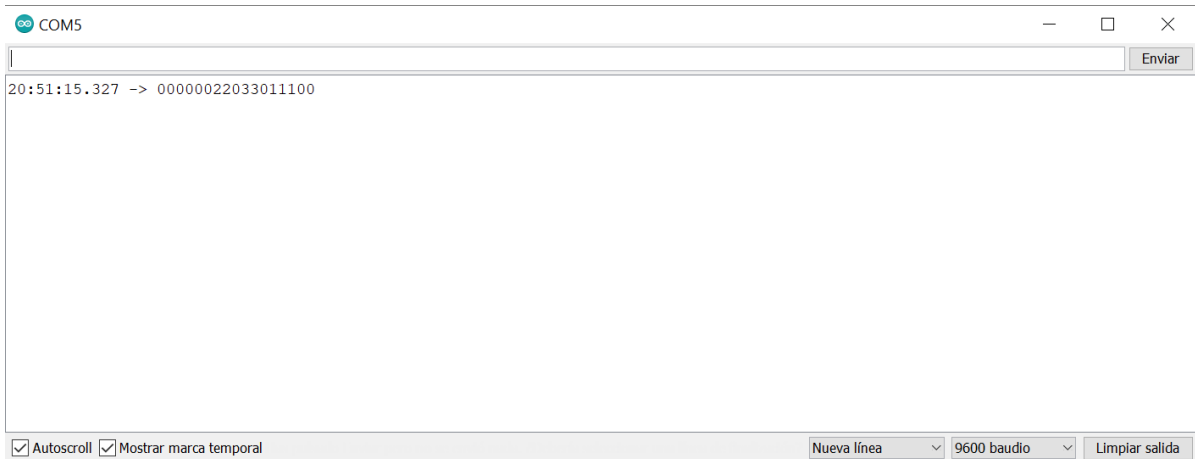 COM5
Enviar
20:51:15.327 -> 00000022033011100
Autoscroll Mostrar marca temporal Nueva línea 9600 baudio Limpiar salida